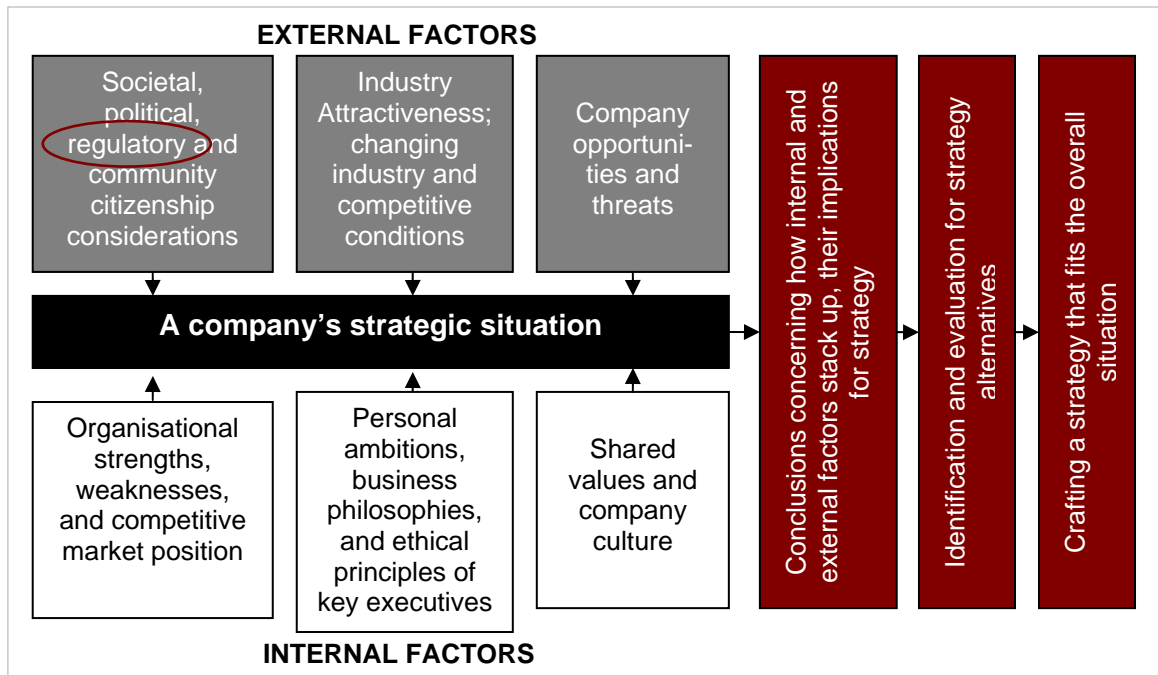 EXTERNAL FACTORS
Societal,
political,
regulatory and
community
citizenship
considerations
Industry
Attractiveness;
changing
industry and
competitive
conditions
Company
opportuni-
ties and
threats
A company’s strategic situation
Organisational
strengths,
weaknesses,
and competitive
market position
Personal
ambitions,
business
philosophies,
and ethical
principles of
key executives
Shared
values and
company
culture
INTERNAL FACTORS
Conclusions concerning how internal and
external factors stack up, their implications
for strategy
Identification and evaluation for strategy
alternatives
Crafting a strategy that fits the overall
situation